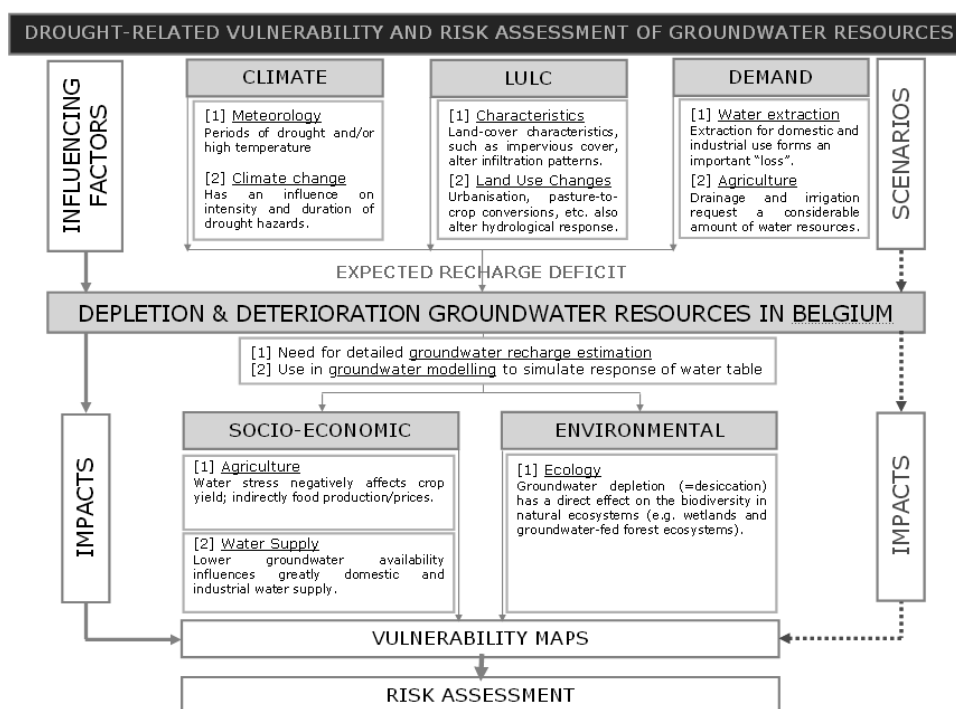 DROUGHT-RELATED VULNERABILITY AND RISK ASSESSMENT OF GROUNDWATER RESOURCES
INFLUENCING
FACTORS
CLIMATE
[1] Meteorology
Periods of drought and/or
high temperature
[2] Climate change
Has an influence on
intensity and duration of
drought hazards.
LULC
[1] Characteristics
Land-cover characteristics,
such as impervious cover,
alter infiltration patterns.
[2] Land Use Changes
Urbanisation, pasture-to-
crop conversions, etc. also
alter hydrological response.
DEMAND
[1] Water extraction
Extraction for domestic and
industrial use forms an
important “loss”.
[2] Agriculture
Drainage and irrigation
request a considerable
amount of water resources.
SCENARIOS
EXPECTED RECHARGE DEFICIT
DEPLETION & DETERIORATION GROUNDWATER RESOURCES IN BELGIUM
[1] Need for detailed groundwater recharge estimation
[2] Use in groundwater modelling to simulate response of water table
IMPACTS
SOCIO-ECONOMIC
[1] Agriculture
Water stress negatively affects crop
yield; indirectly food production/prices.
[2] Water Supply
Lower groundwater availability
influences greatly domestic and
industrial water supply.
ENVIRONMENTAL
[1] Ecology
Groundwater depletion (=desiccation)
has a direct effect on the biodiversity in
natural ecosystems (e.g. wetlands and
groundwater-fed forest ecosystems).
IMPACTS
VULNERABILITY MAPS
RISK ASSESSMENT